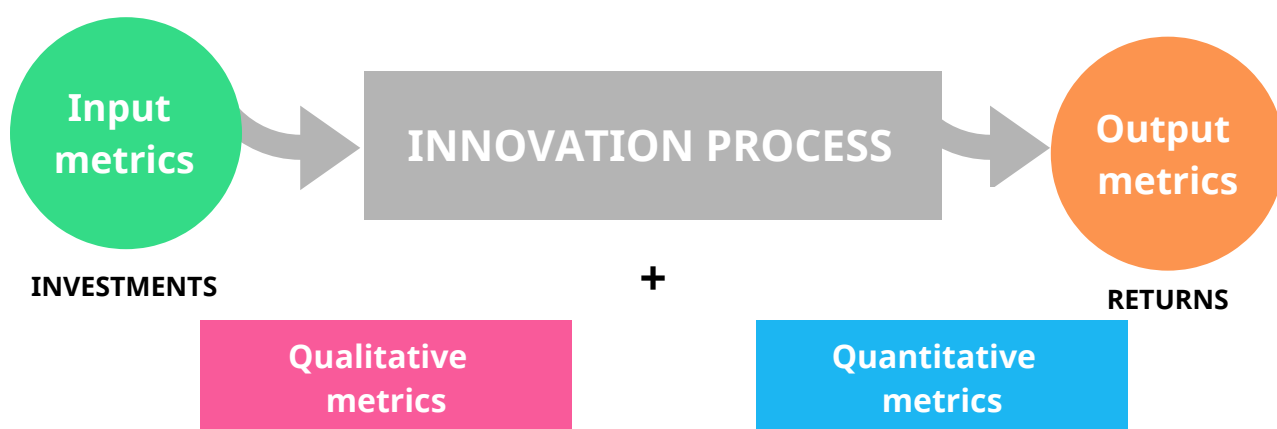 Input
metrics
INNOVATION PROCESS
Output
metrics
INVESTMENTS
+
RETURNS
Qualitative
metrics
Quantitative
metrics